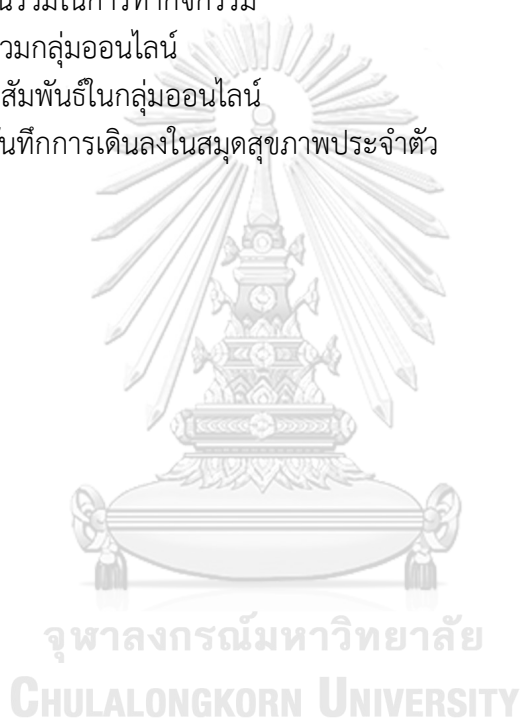 นร่วมในการทำกิจกรรม
วมกลุ่มออนไลน์
สัมพันธ์ในกลุ่มออนไลน์
นทึกการเดินลงในสมุดสุขภาพประจำตัว
จุฬาลงกรณ์มหาวิทยาลัย
CHULALONGKORN UNIVERSITY